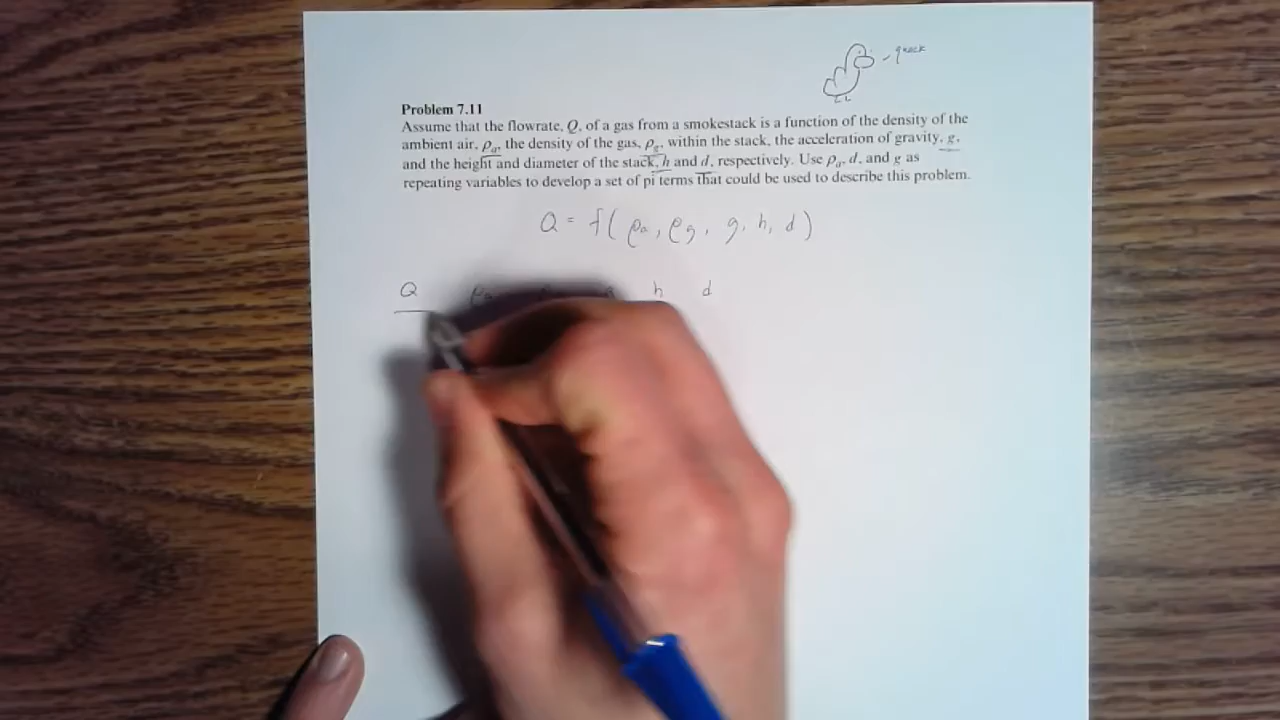 - quack
Problem 7.11
Assume that the flowrate, Q, of a gas from a smokestack is a function of the density of the
ambient air, ρa, the density of the gas, ρg, within the stack, the acceleration of gravity, g,
and the height and diameter of the stack, h and d, respectively. Use ρa, d, and g as
repeating variables to develop a set of pi terms that could be used to describe this problem.
Q = f( ρa, ρg, g, h, d )
Q h d